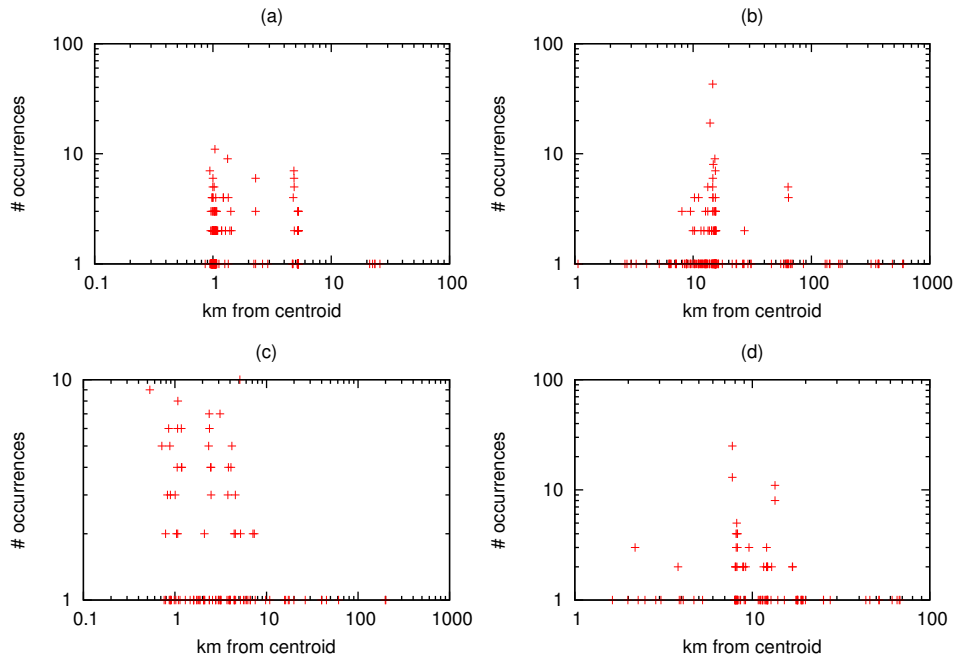 (a)
100
10
1
# occurrences
0.1 1 10 100
km from centroid
(b)
100
10
1
# occurrences
1 10 100 1000
km from centroid
(c)
10
1
# occurrences
0.1 1 10 100 1000
km from centroid
(d)
100
10
1
# occurrences
1 10 100
km from centroid